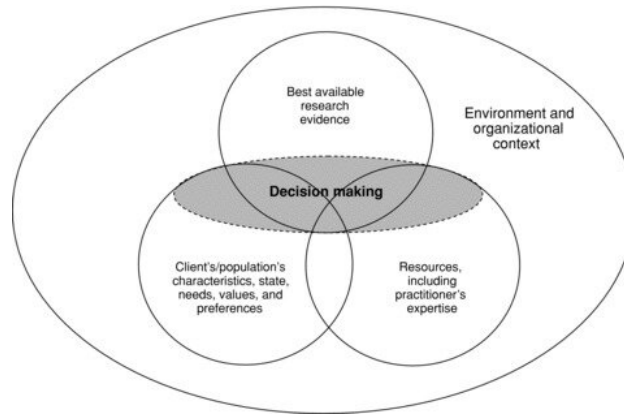 Best available
research
evidence
Environment and
organizational
context
Decision making
Client's/population's
characteristics, state,
needs, values, and
preferences
Resources,
including
practitioner's
expertise